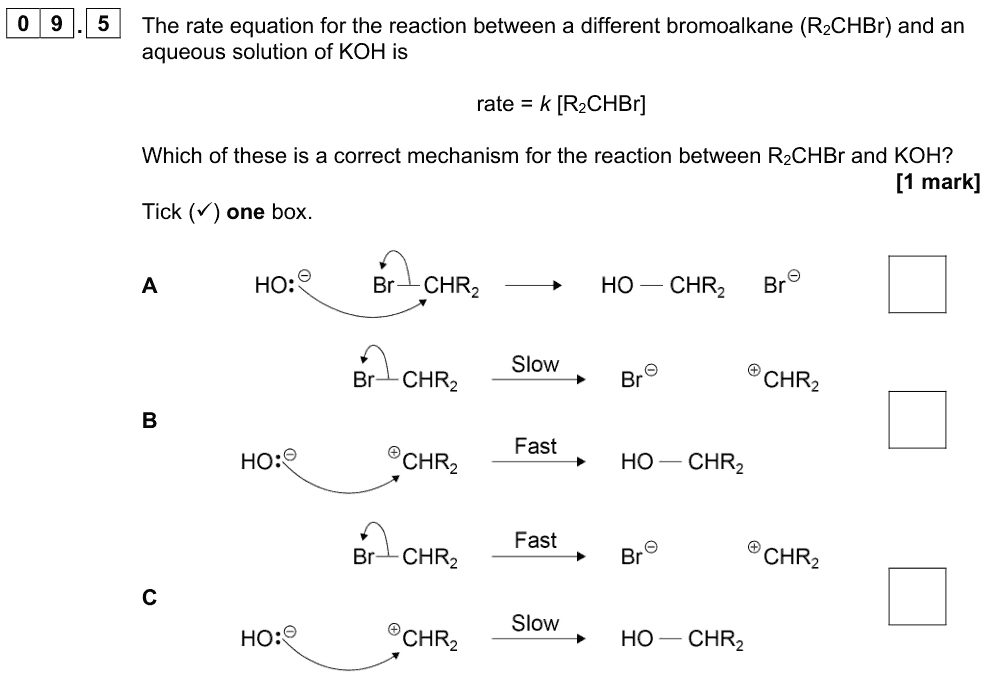 09.5 The rate equation for the reaction between a different bromoalkane (R₂CHBr) and an
aqueous solution of KOH is
rate = k [R₂CHBr]
Which of these is a correct mechanism for the reaction between R₂CHBr and KOH?
[1 mark]
Tick (✓) one box.
A HO:⊖ Br—CHR₂ → HO — CHR₂ Br⊖
Br—CHR₂ Slow → Br⊖ ⊕CHR₂
B
HO:⊖ ⊕CHR₂ Fast → HO — CHR₂
Br—CHR₂ Fast → Br⊖ ⊕CHR₂
C
HO:⊖ ⊕CHR₂ Slow → HO — CHR₂